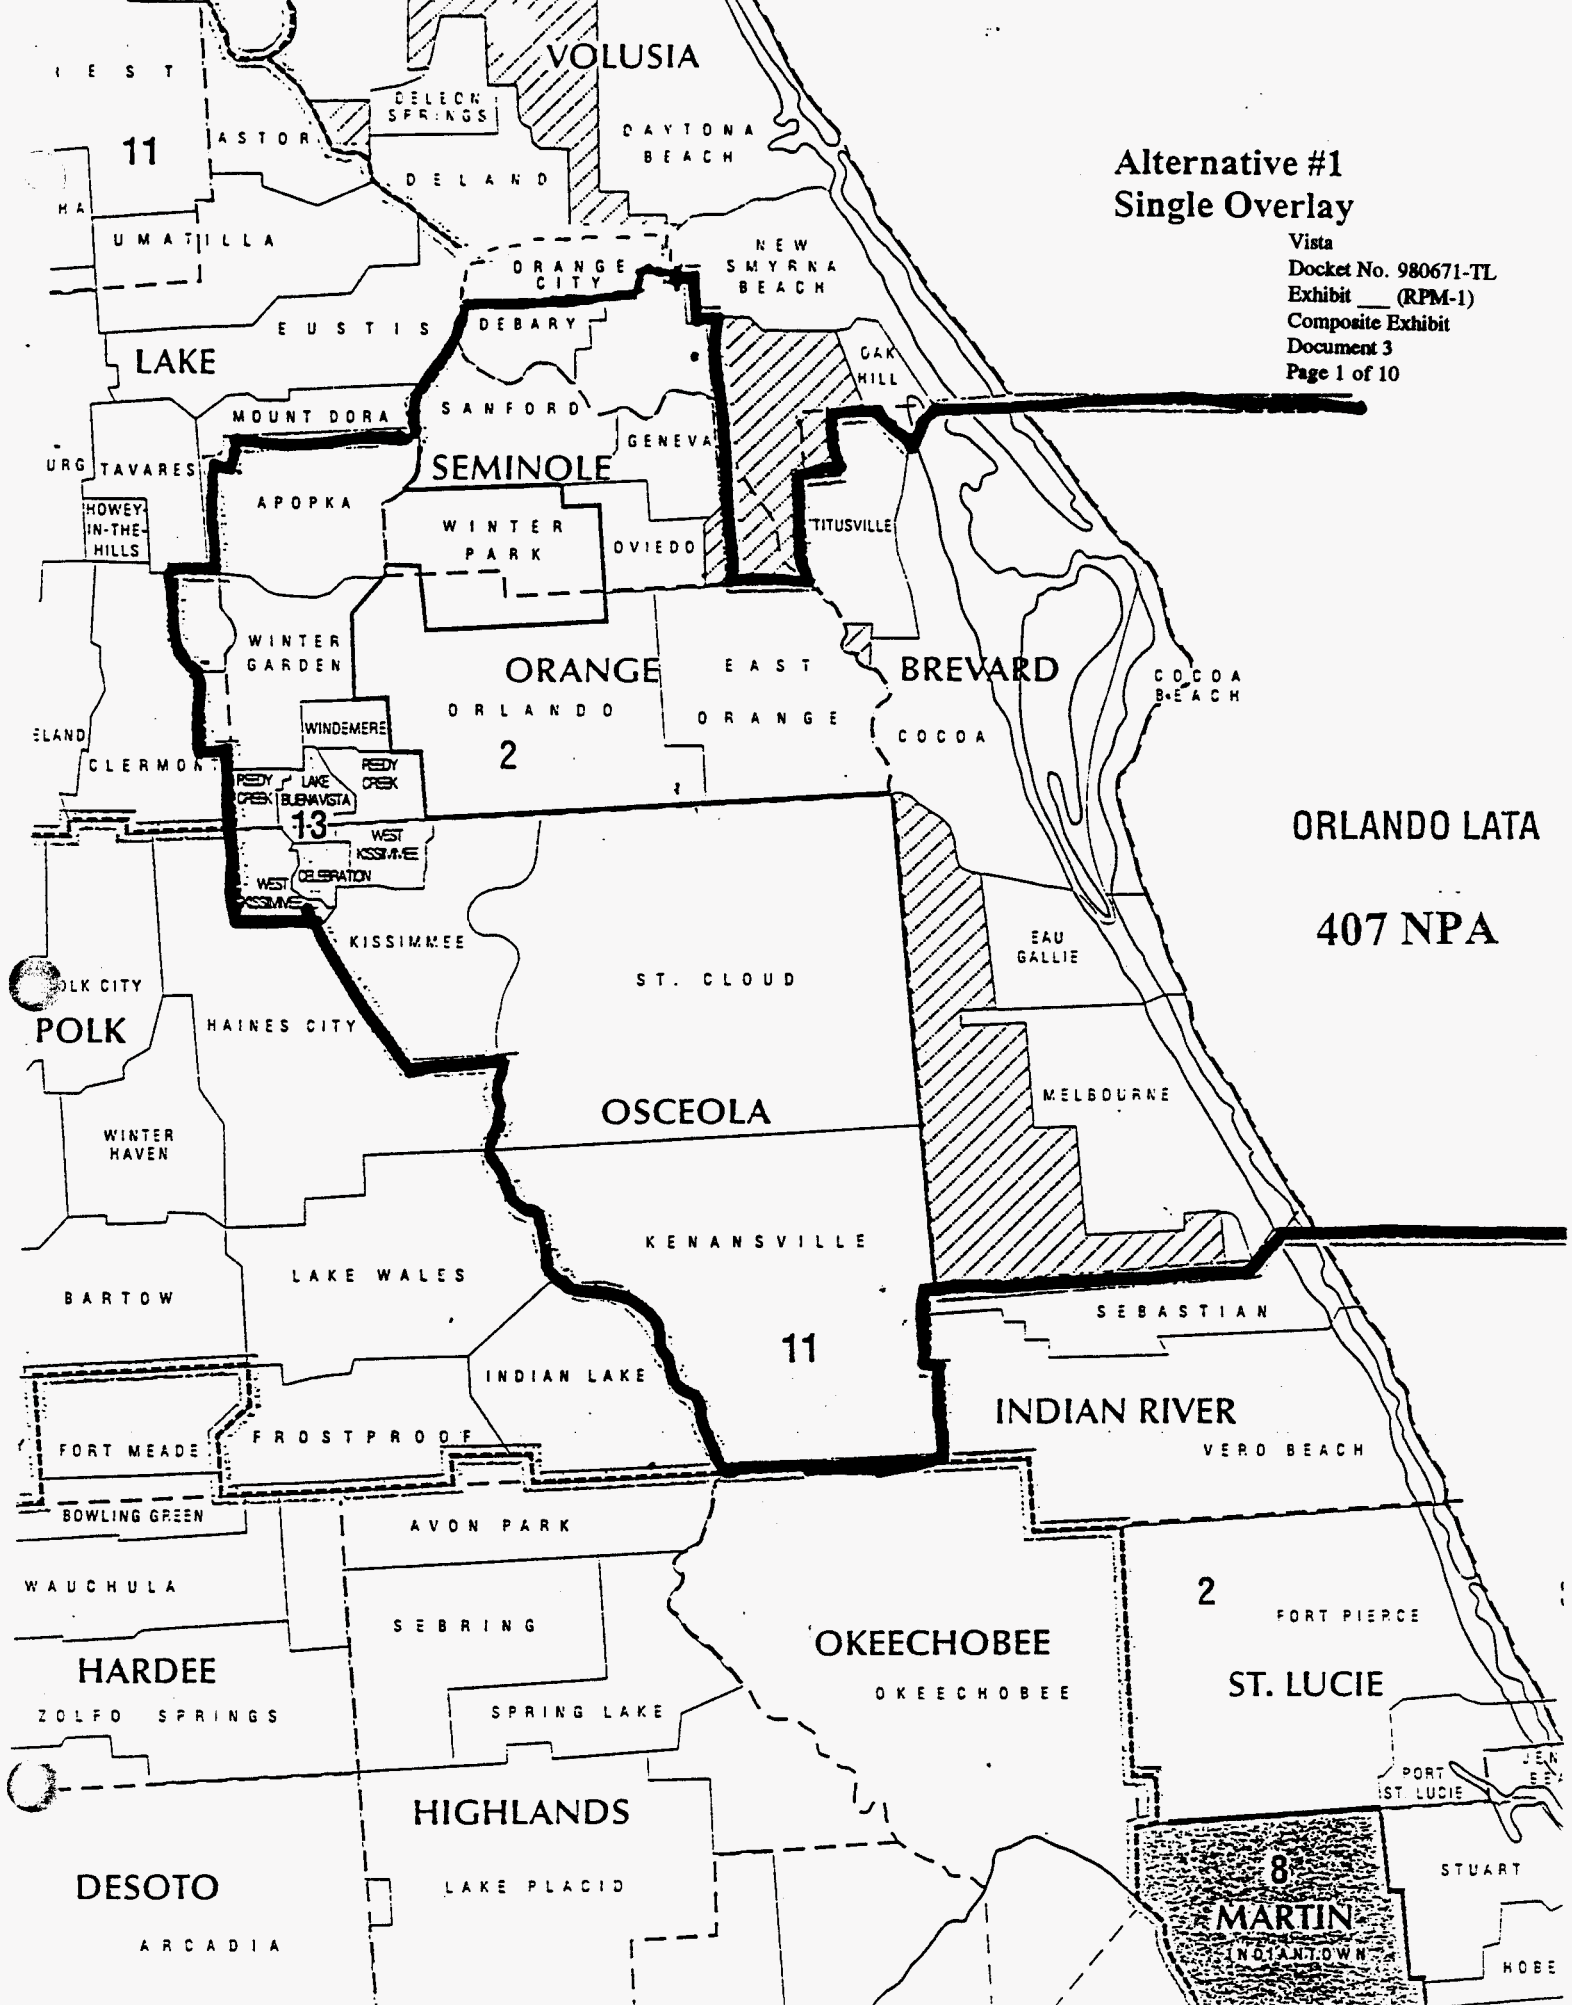 VOLUSIA
DELEON
SPRINGS
DAYTONA
BEACH
11
ASTOR
DELAND
Alternative #1
Single Overlay
Vista
Docket No. 980671-TL
Exhibit ___ (RPM-1)
Composite Exhibit
Document 3
Page 1 of 10
UMATILLA
NEW
SMYRNA
BEACH
ORANGE
CITY
EUSTIS
DEBARY
LAKE
OAK
HILL
MOUNT DORA
SANFORD
GENEVA
TAVARES
SEMINOLE
APOPKA
HOWEY-
IN-THE-
HILLS
WINTER
PARK
OVIEDO
TITUSVILLE
WINTER
GARDEN
ORANGE
EAST
ORANGE
BREVARD
COCOA
BEACH
ORLANDO
2
WINDEMERE
COCOA
CLERMONT
REEDY
CREEK
LAKE
BUENAVISTA
REEDY
CREEK
13
WEST
KISSIMME
CELEBRATION
WEST
KISSIMME
ORLANDO LATA
407 NPA
KISSIMMEE
EAU
GALLIE
ST. CLOUD
OLK CITY
POLK
HAINES CITY
OSCEOLA
MELBOURNE
WINTER
HAVEN
KENANSVILLE
LAKE WALES
BARTOW
SEBASTIAN
11
INDIAN LAKE
INDIAN RIVER
FORT MEADE
FROSTPROOF
VERO BEACH
BOWLING GREEN
AVON PARK
WAUCHULA
2
FORT PIERCE
SEBRING
OKEECHOBEE
HARDEE
ST. LUCIE
OKEECHOBEE
ZOLFO SPRINGS
SPRING LAKE
PORT
ST. LUCIE
HIGHLANDS
8
STUART
DESOTO
LAKE PLACID
MARTIN
INDIANTOWN
ARCADIA
HOBE